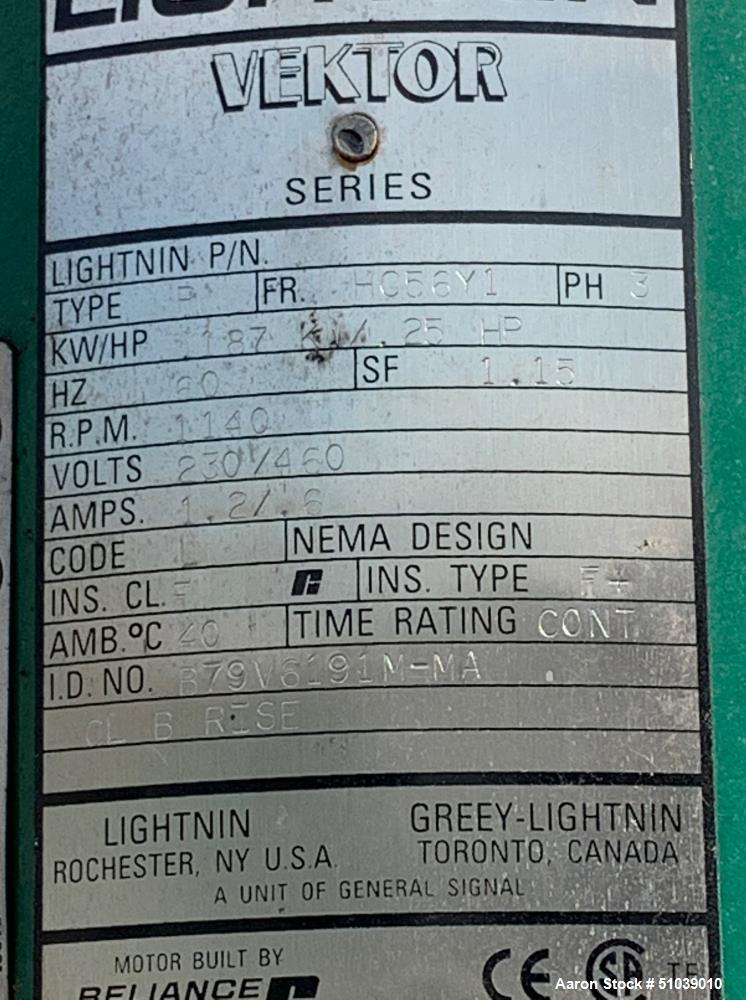 LIGHTNIN
VEKTOR
SERIES
LIGHTNIN P/N.
TYPE P FR. HC56Y1 PH 3
KW/HP .187 KW/.25 HP
HZ 60 SF 1.15
R.P.M. 1140
VOLTS 230/460
AMPS. 1.2/.6
CODE L NEMA DESIGN
INS. CL. F INS. TYPE F+
AMB.ºC 40 TIME RATING CONT
I.D. NO. B79V6191M-MA
CL B RISE
LIGHTNIN GREEY-LIGHTNIN
ROCHESTER, NY U.S.A. TORONTO, CANADA
A UNIT OF GENERAL SIGNAL
MOTOR BUILT BY
RELIANCE CE
Aaron Stock # 51039010